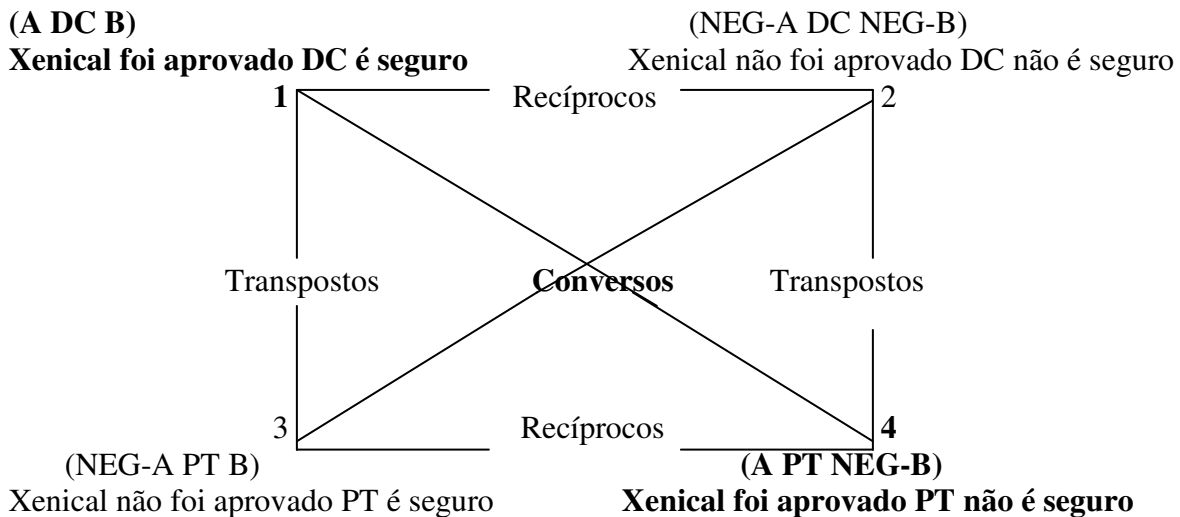 (A DC B) (NEG-A DC NEG-B)
Xenical foi aprovado DC é seguro Xenical não foi aprovado DC não é seguro
1 Recíprocos 2
Transpostos Conversos Transpostos
3 Recíprocos 4
(NEG-A PT B) (A PT NEG-B)
Xenical não foi aprovado PT é seguro Xenical foi aprovado PT não é seguro